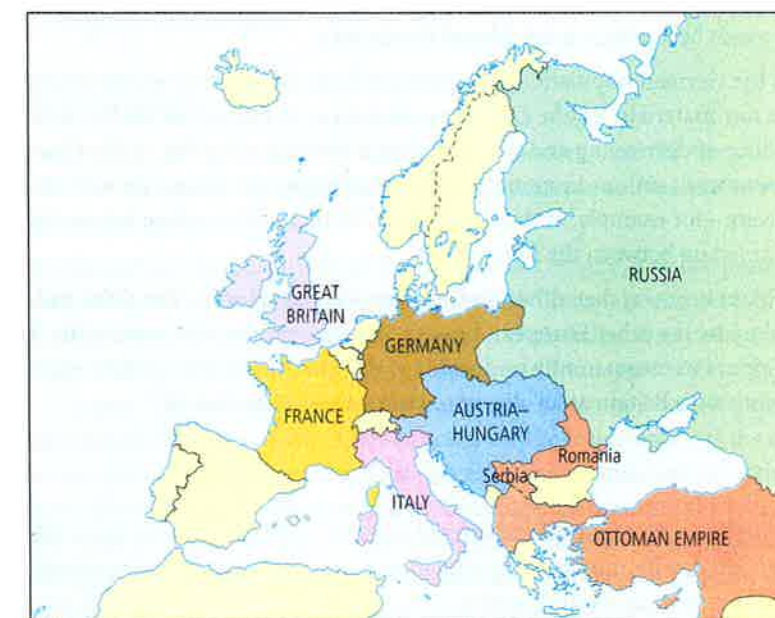 RUSSIA
GREAT
BRITAIN
GERMANY
FRANCE
AUSTRIA–
HUNGARY
Romania
Serbia
ITALY
OTTOMAN EMPIRE